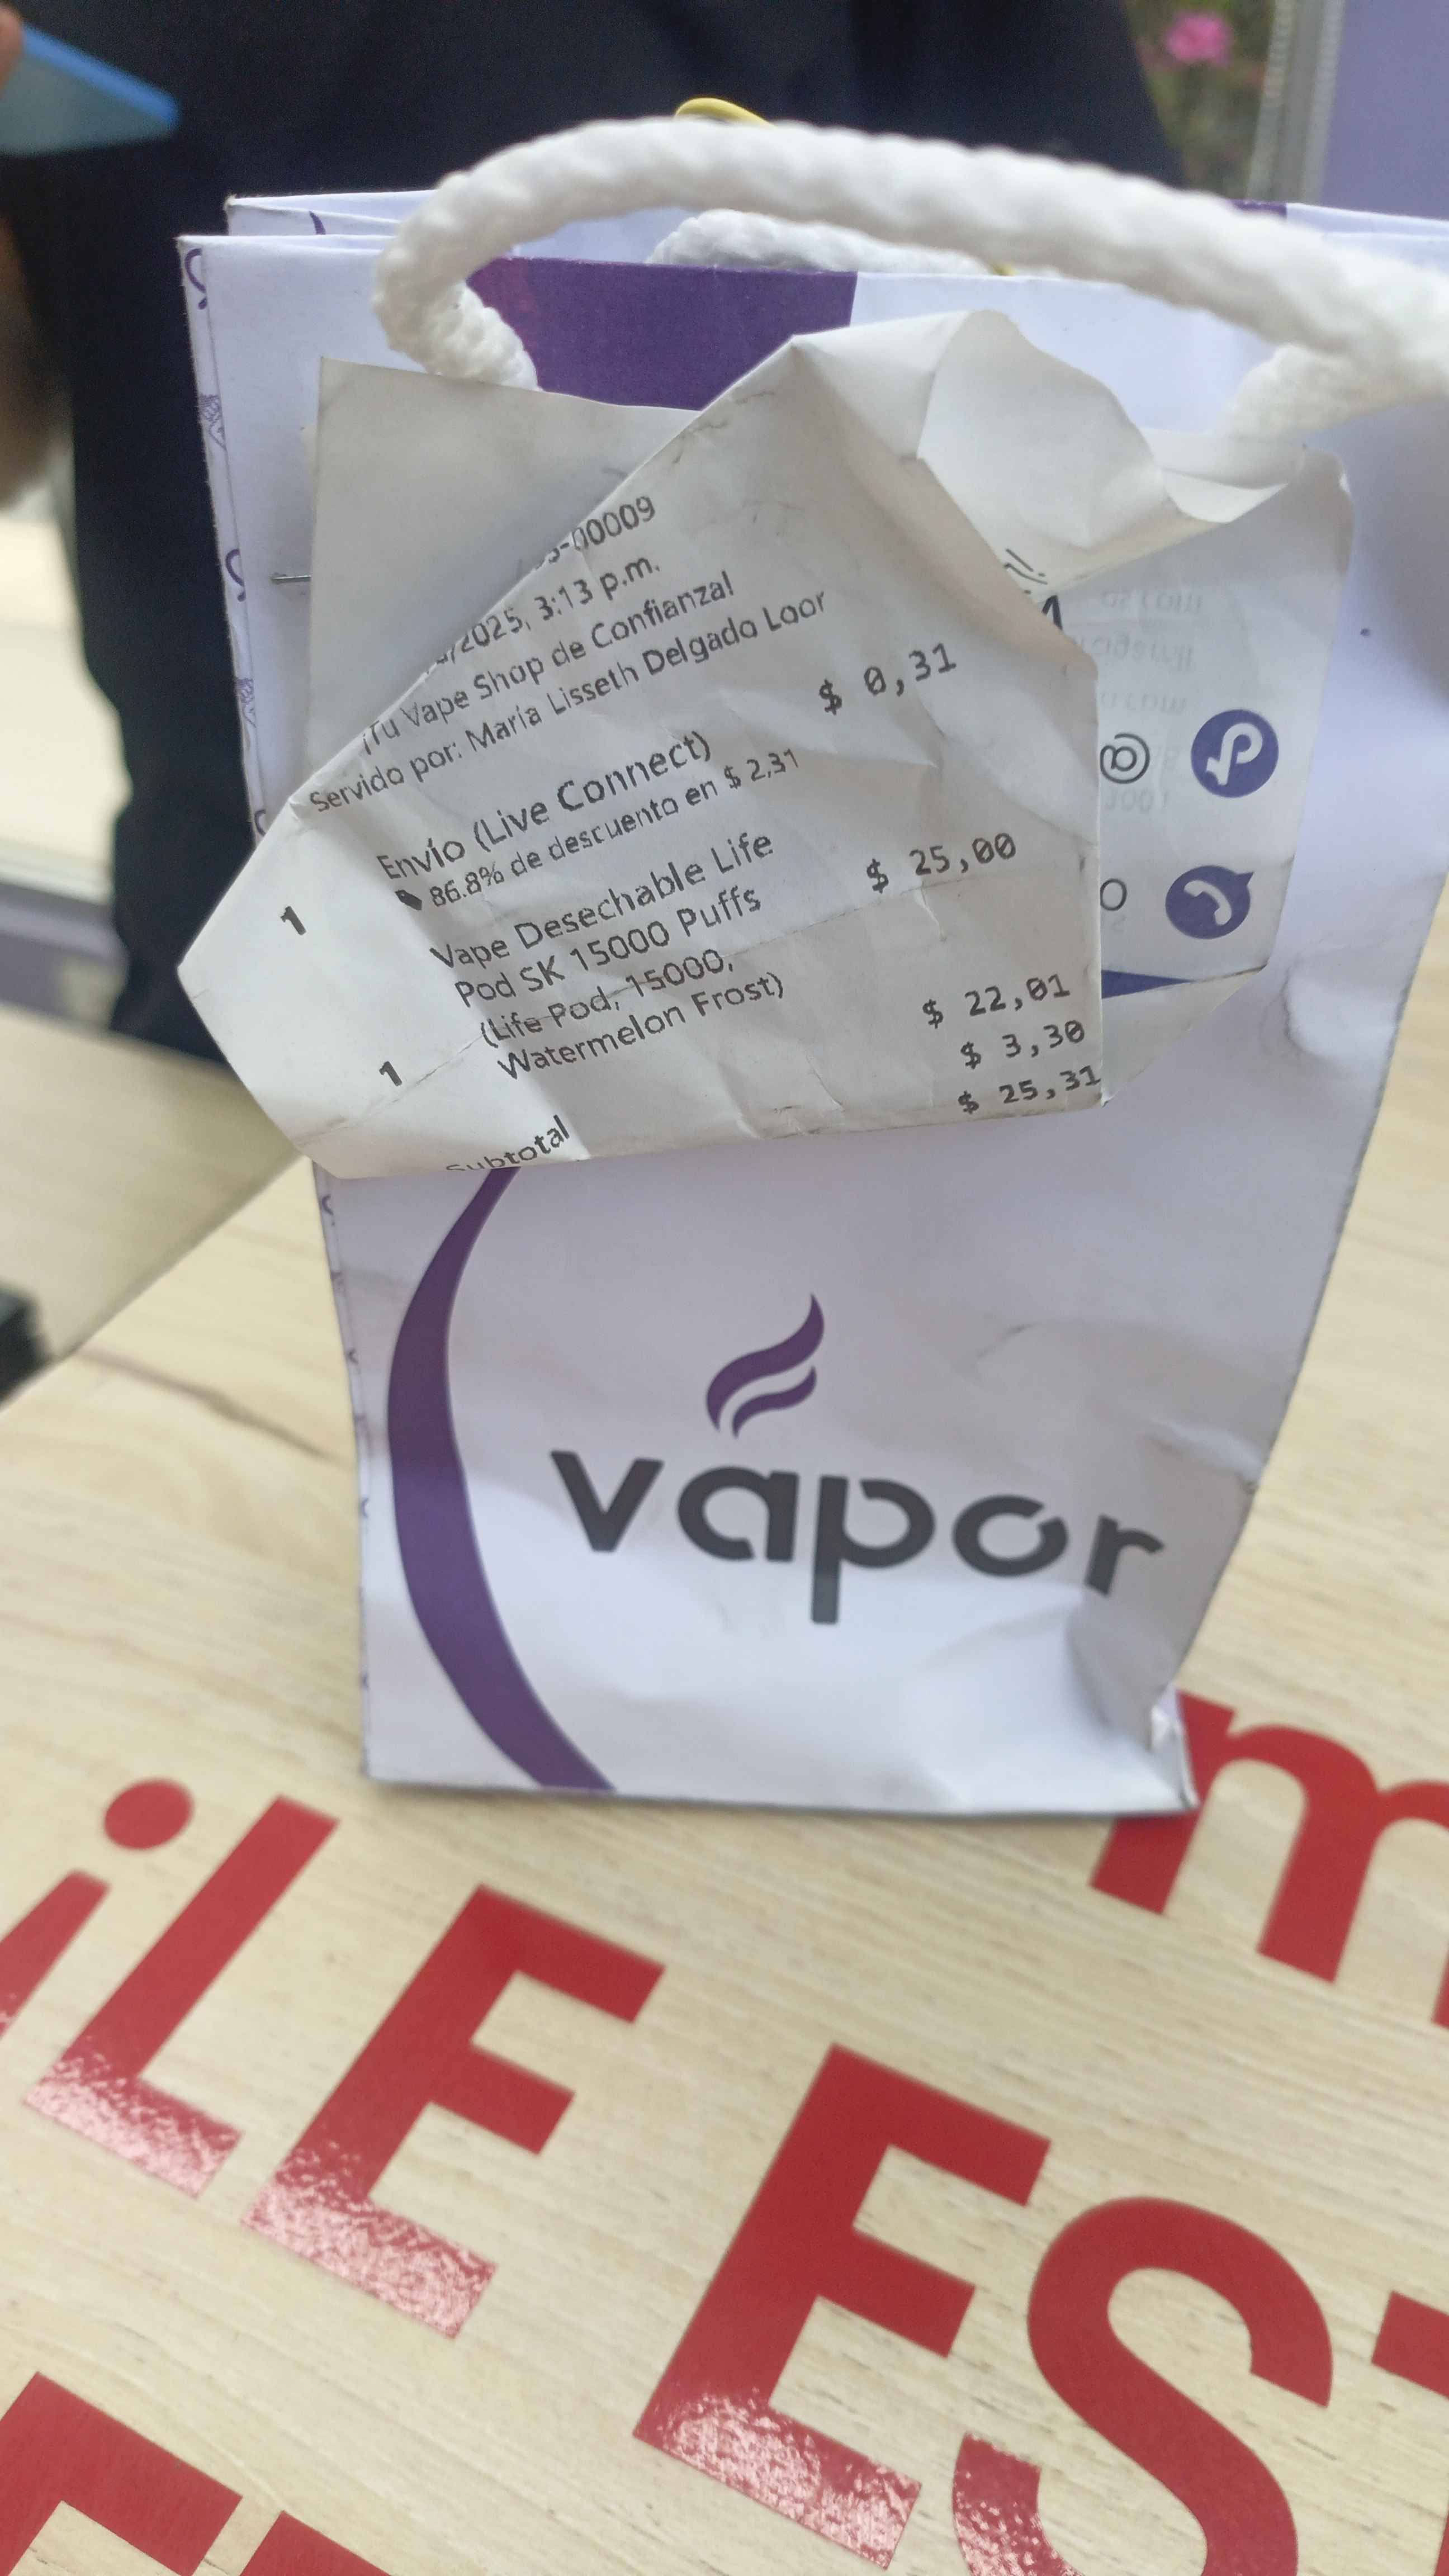 -00009
/2025, 3:13 p.m.
¡Tu Vape Shop de Confianza!
Servido por: María Lisseth Delgado Loor
1 Envío (Live Connect) $ 0,31
86.8% de descuento en $ 2,31
1 Vape Desechable Life $ 25,00
Pod SK 15000 Puffs
(Life Pod, 15000,
Watermelon Frost)
Subtotal $ 22,01
$ 3,30
$ 25,31
@
vapor
m
iLE EST